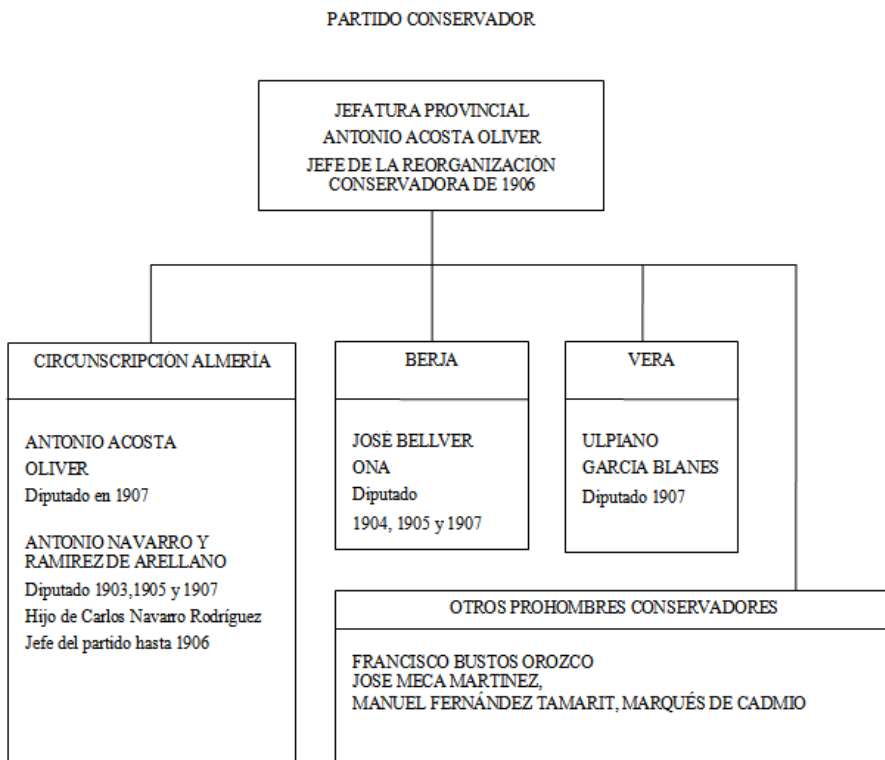 PARTIDO CONSERVADOR
JEFATURA PROVINCIAL
ANTONIO ACOSTA OLIVER
JEFE DE LA REORGANIZACIÓN
CONSERVADORA DE 1906
CIRCUNSCRIPCIÓN ALMERÍA
ANTONIO ACOSTA
OLIVER
Diputado en 1907
ANTONIO NAVARRO Y
RAMIREZ DE ARELLANO
Diputado 1903,1905 y 1907
Hijo de Carlos Navarro Rodríguez
Jefe del partido hasta 1906
BERJA
JOSÉ BELLVER
ONA
Diputado
1904, 1905 y 1907
VERA
ULPIANO
GARCIA BLANES
Diputado 1907
OTROS PROHOMBRES CONSERVADORES
FRANCISCO BUSTOS OROZCO
JOSE MECA MARTINEZ,
MANUEL FERNÁNDEZ TAMARIT, MARQUÉS DE CADMIO